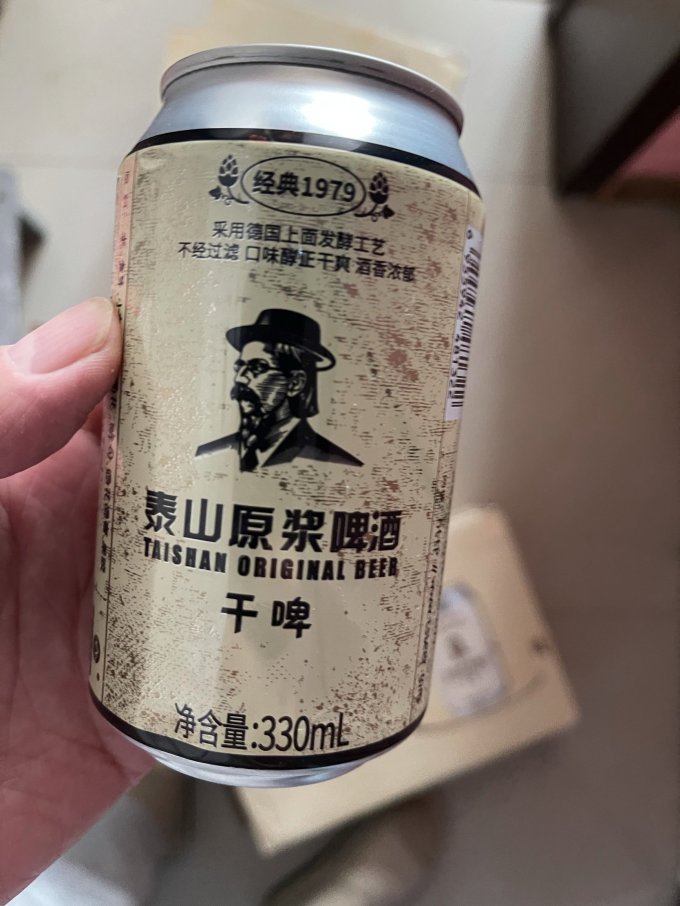 经典1979
采用德国上面发酵工艺
不经过滤 口味醇正干爽 酒香浓郁
泰山原浆啤酒
TAISHAN ORIGINAL BEER
干啤
净含量:330mL